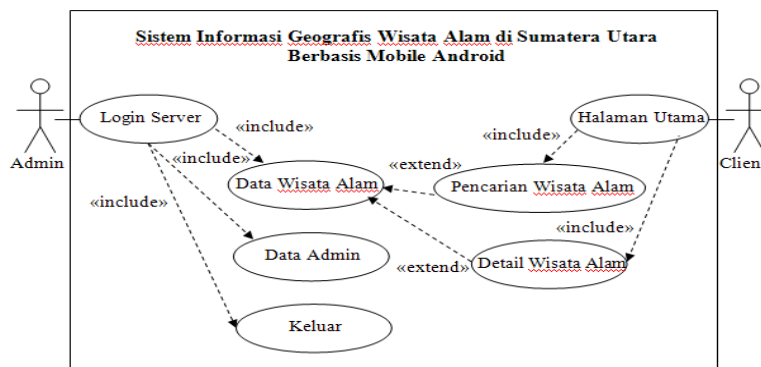 Sistem Informasi Geografis Wisata Alam di Sumatera Utara
Berbasis Mobile Android
Login Server
Halaman Utama
«include»
«include»
Admin
«include»
«extend»
Client
Data Wisata Alam
Pencarian Wisata Alam
«include»
«include»
Data Admin
«extend»
Detail Wisata Alam
Keluar